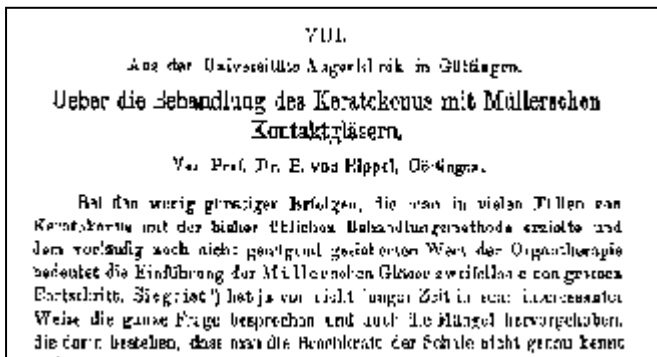 VIII.
Aus der Universitäts-Augenklinik in Göttingen.
Ueber die Behandlung des Keratokonus mit Müllerschen
Kontaktgläsern.
Von Prof. Dr. E. von Hippel, Göttingen.
Bei den wenig günstigen Erfolgen, die man in vielen Fällen von
Keratokonus mit der bisher üblichen Behandlungsmethode erzielte und
dem vorläufig noch nicht genügend gesicherten Wert der Organtherapie
bedeutet die Einführung der Müllerschen Gläser zweifellos einen grossen
Fortschritt. Siegrist¹) hat ja vor nicht langer Zeit in sehr interessanter
Weise die ganze Frage besprochen und auch die Mängel hervorgehoben,
die darin bestehen, dass man die Brechkraft der Schale nicht genau kennt